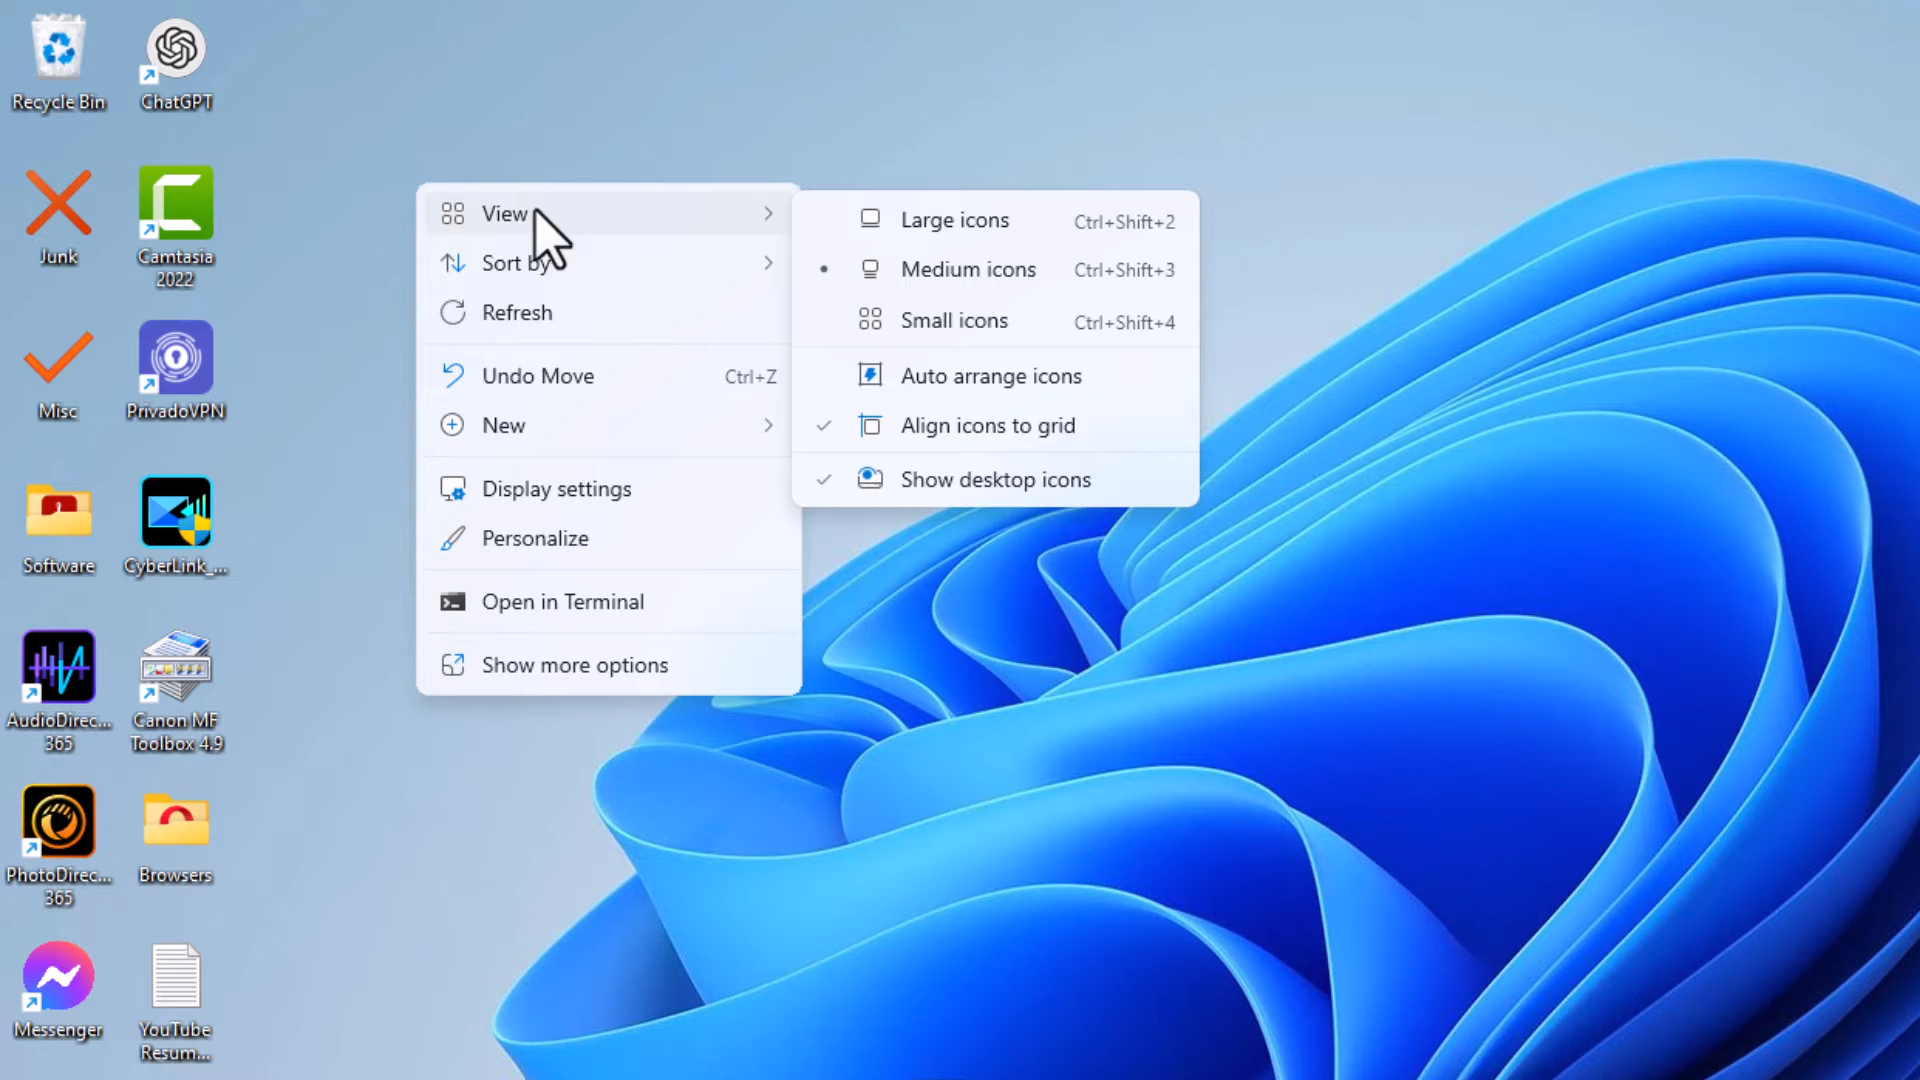 Recycle Bin
ChatGPT
Junk
Camtasia
2022
Misc
PrivadoVPN
Software
CyberLink_...
AudioDirec...
365
Canon MF
Toolbox 4.9
PhotoDirec...
365
Browsers
Messenger
YouTube
Resum...
View
Sort by
Refresh
Undo Move Ctrl+Z
New
Display settings
Personalize
Open in Terminal
Show more options
Large icons Ctrl+Shift+2
Medium icons Ctrl+Shift+3
Small icons Ctrl+Shift+4
Auto arrange icons
Align icons to grid
Show desktop icons